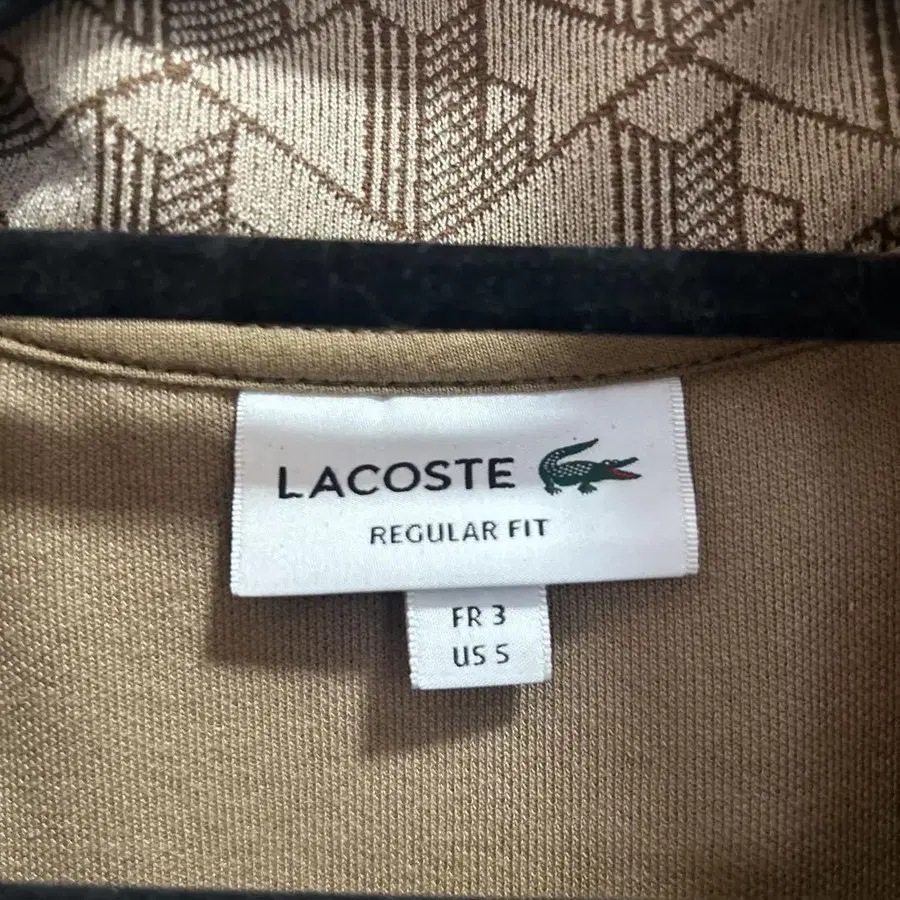 LACOSTE
REGULAR FIT
FR 3
US S